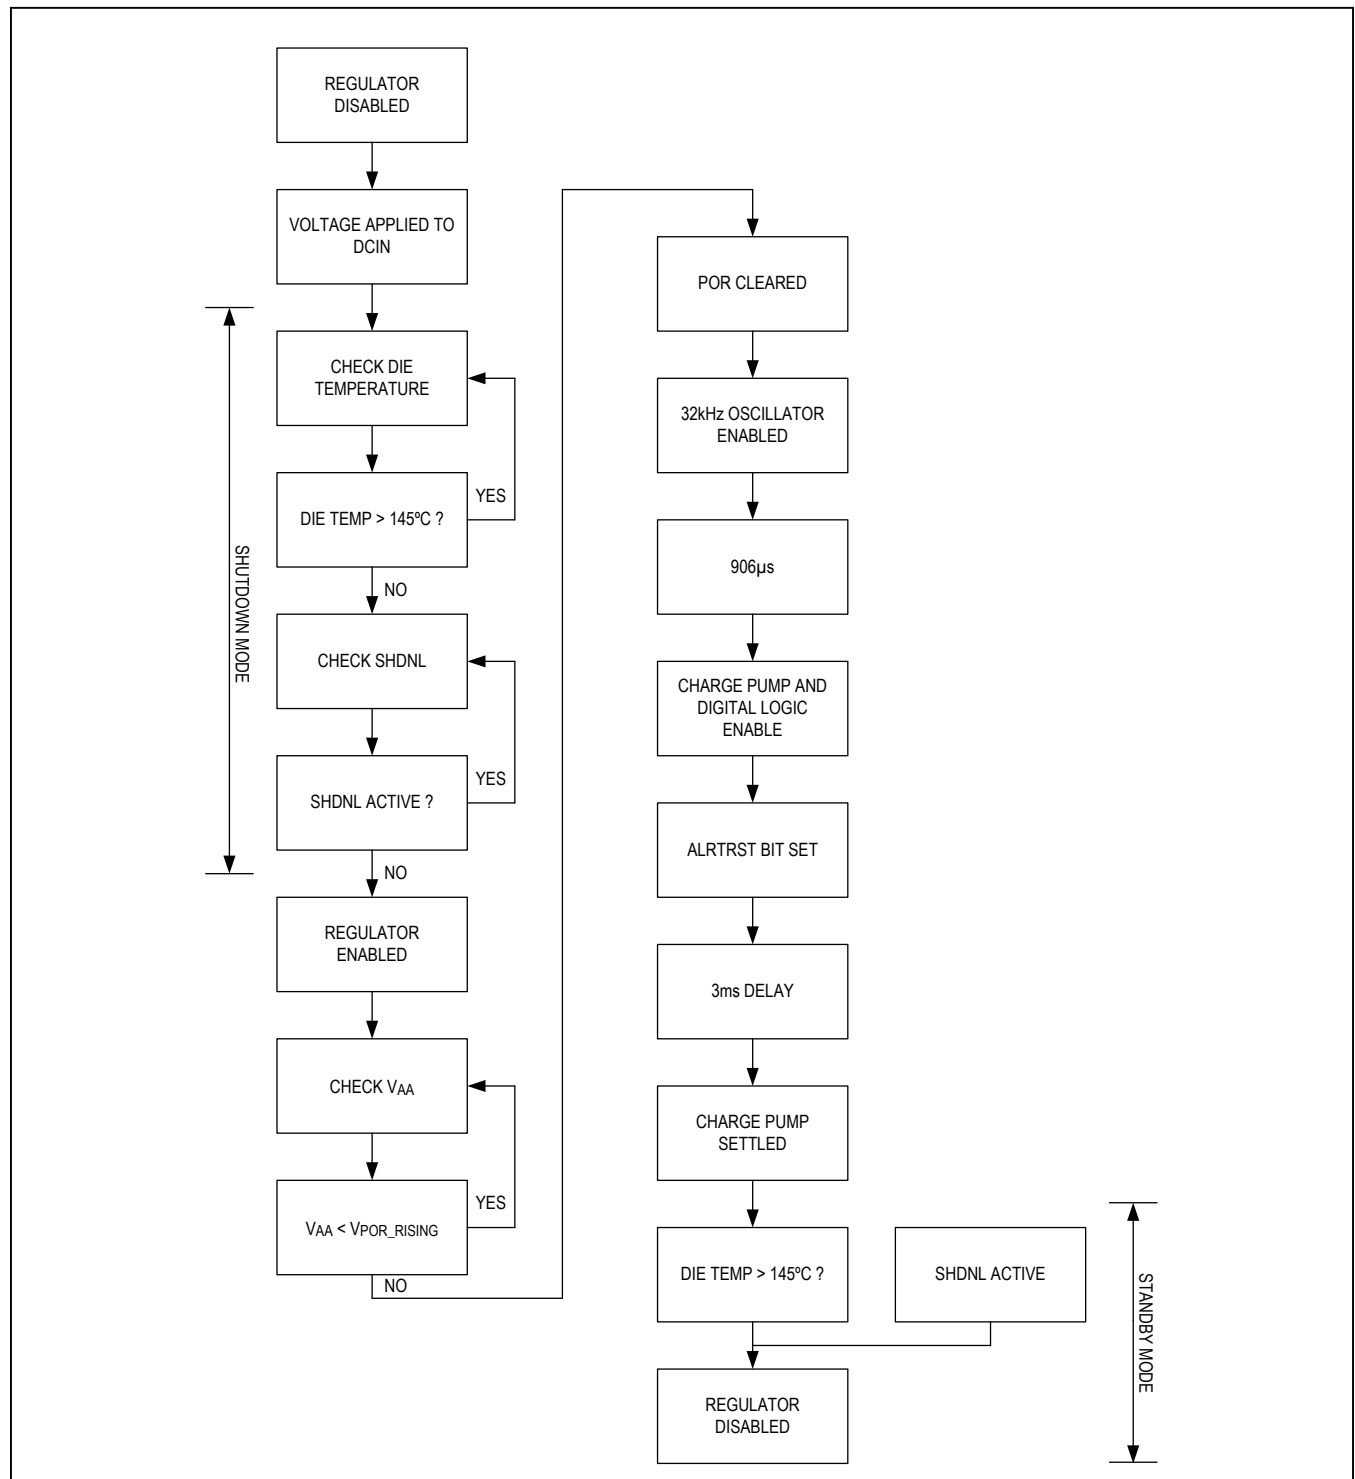 REGULATOR
DISABLED
VOLTAGE APPLIED TO
DCIN
CHECK DIE
TEMPERATURE
DIE TEMP > 145ºC ?
YES
NO
CHECK SHDNL
SHDNL ACTIVE ?
YES
NO
SHUTDOWN MODE
REGULATOR
ENABLED
CHECK VAA
VAA < VPOR_RISING
YES
NO
POR CLEARED
32kHz OSCILLATOR
ENABLED
906µs
CHARGE PUMP AND
DIGITAL LOGIC
ENABLE
ALRTRST BIT SET
3ms DELAY
CHARGE PUMP
SETTLED
DIE TEMP > 145ºC ?
SHDNL ACTIVE
REGULATOR
DISABLED
STANDBY MODE